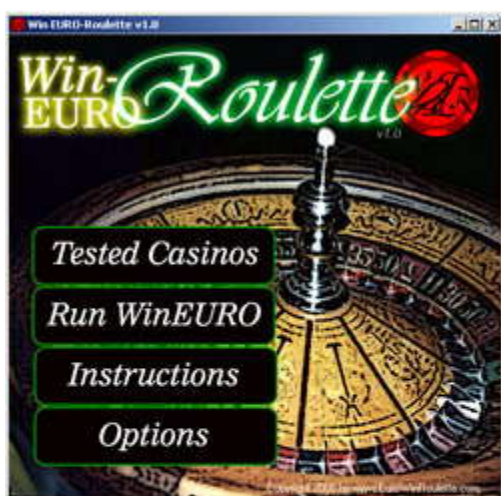 Win EURO-Roulette v1.0
Win-
EURO Roulette
v1.0
Tested Casinos
Run WinEURO
Instructions
Options